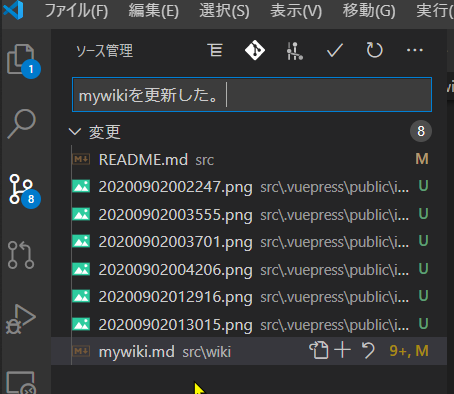 ファイル(F) 編集(E) 選択(S) 表示(V) 移動(G) 実行(
ソース管理
1
mywikiを更新した。
変更 8
README.md src M
20200902002247.png src\.vuepress\public\i... U
20200902003555.png src\.vuepress\public\i... U
20200902003701.png src\.vuepress\public\i... U
8
20200902004206.png src\.vuepress\public\i... U
20200902012916.png src\.vuepress\public\i... U
20200902013015.png src\.vuepress\public\i... U
mywiki.md src\wiki 9+, M